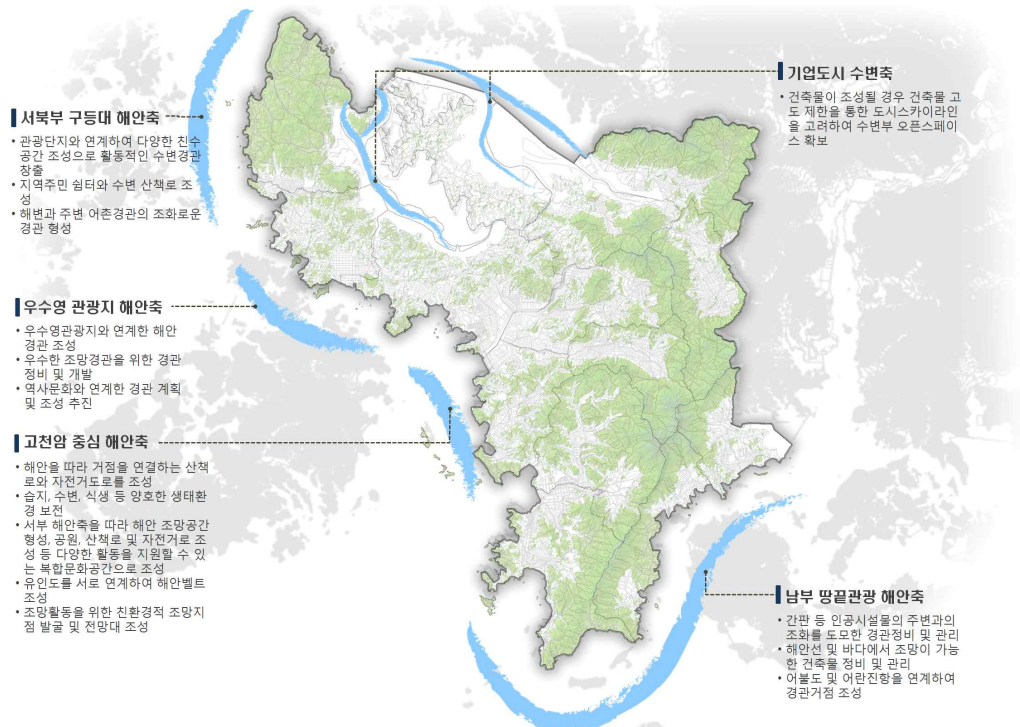 서북부 구등대 해안축
• 관광단지와 연계하여 다양한 친수
공간 조성으로 활동적인 수변경관
창출
• 지역주민 쉼터와 수변 산책로 조
성
• 해변과 주변 어촌경관의 조화로운
경관 형성
우수영 관광지 해안축
• 우수영관광지와 연계한 해안
경관 조성
• 우수한 조망경관을 위한 경관
정비 및 개발
• 역사문화와 연계한 경관 계획
및 조성 추진
고천암 중심 해안축
• 해안을 따라 거점을 연결하는 산책
로와 자전거도로를 조성
• 습지, 수변, 식생 등 양호한 생태환
경 보전
• 서부 해안축을 따라 해안 조망공간
형성, 공원, 산책로 및 자전거로 조
성 등 다양한 활동을 지원할 수 있
는 복합문화공간으로 조성
• 유인도를 서로 연계하여 해안벨트
조성
• 조망활동을 위한 친환경적 조망지
점 발굴 및 전망대 조성
기업도시 수변축
• 건축물이 조성될 경우 건축물 고
도 제한을 통한 도시스카이라인
을 고려하여 수변부 오픈스페이
스 확보
남부 땅끝관광 해안축
• 간판 등 인공시설물의 주변과의
조화를 도모한 경관정비 및 관리
• 해안선 및 바다에서 조망이 가능
한 건축물 정비 및 관리
• 어불도 및 어란진항을 연계하여
경관거점 조성